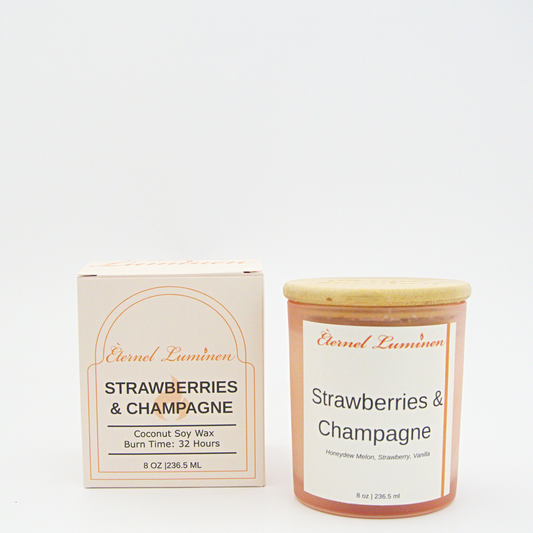 Luminen
Èternel Luminen
STRAWBERRIES
& CHAMPAGNE
Coconut Soy Wax
Burn Time: 32 Hours
8 OZ |236.5 ML
Èternel Luminen
Strawberries &
Champagne
Honeydew Melon, Strawberry, Vanilla
8 oz | 236.5 ml